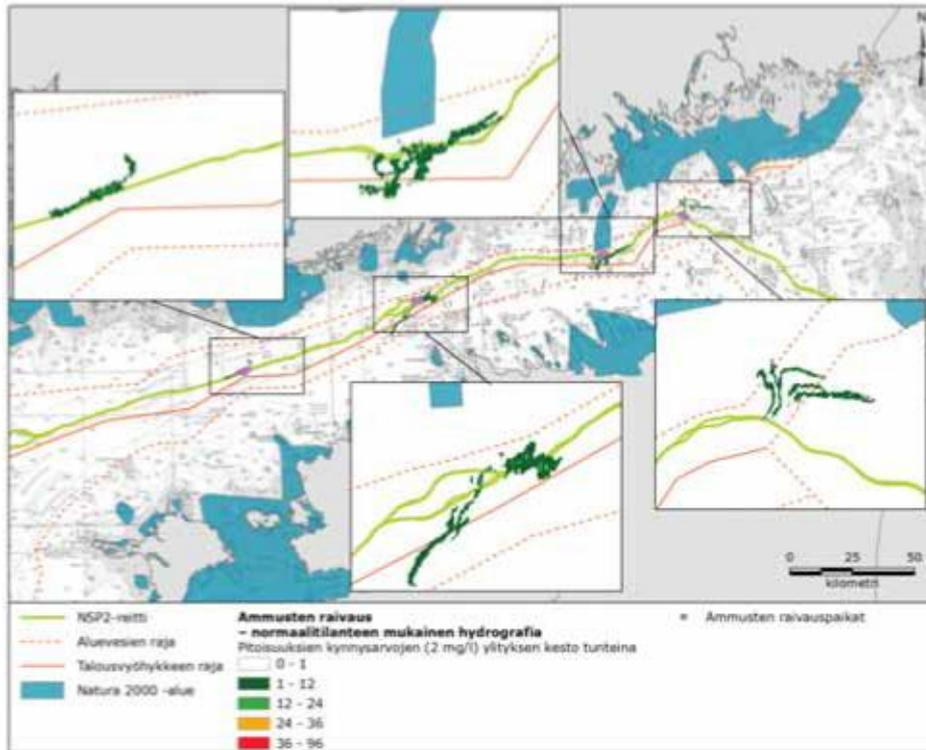 N
0 25 50
kilometri
NSP2-reitti
Aluevesien raja
Talousvyöhykkeen raja
Natura 2000 -alue
Ammusten raivaus
– normaalitilanteen mukainen hydrografia
Pitoisuuksien kynnysarvojen (2 mg/l) ylityksen kesto tunteina
0 - 1
1 - 12
12 - 24
24 - 36
36 - 96
Ammusten raivauspaikat